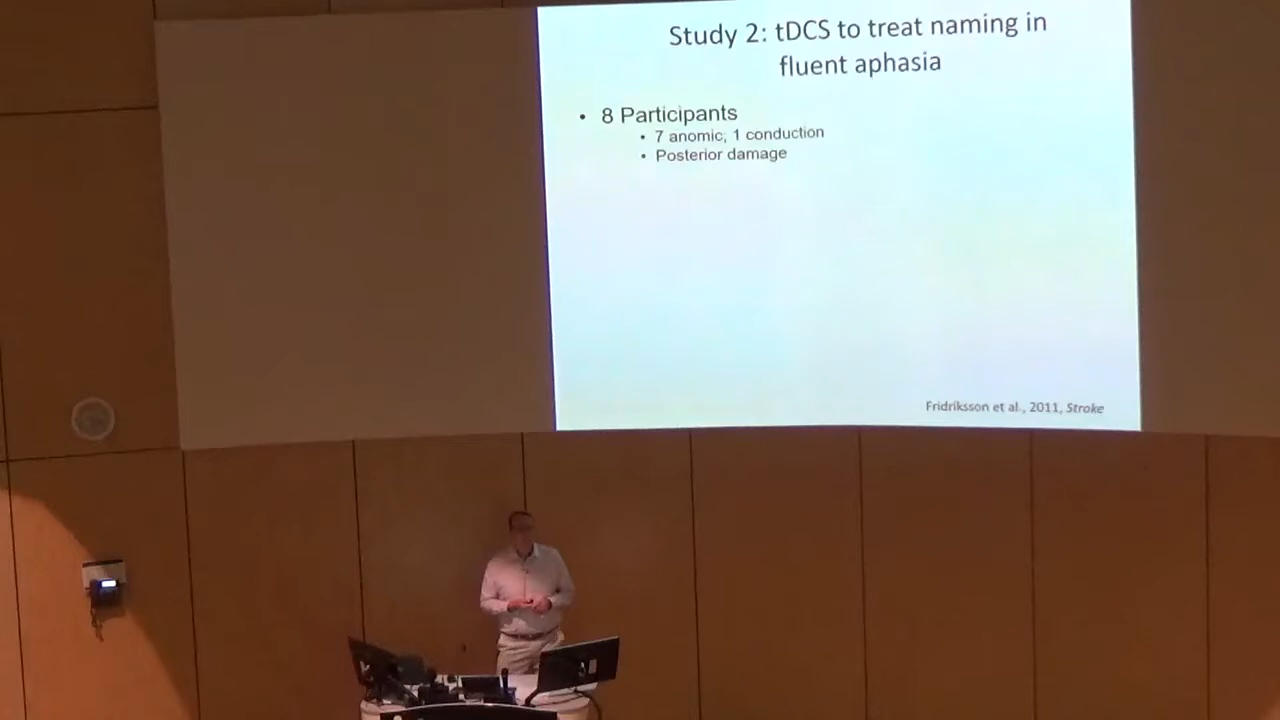 Study 2: tDCS to treat naming in
fluent aphasia
• 8 Participants
• 7 anomic; 1 conduction
• Posterior damage
Fridriksson et al., 2011, Stroke